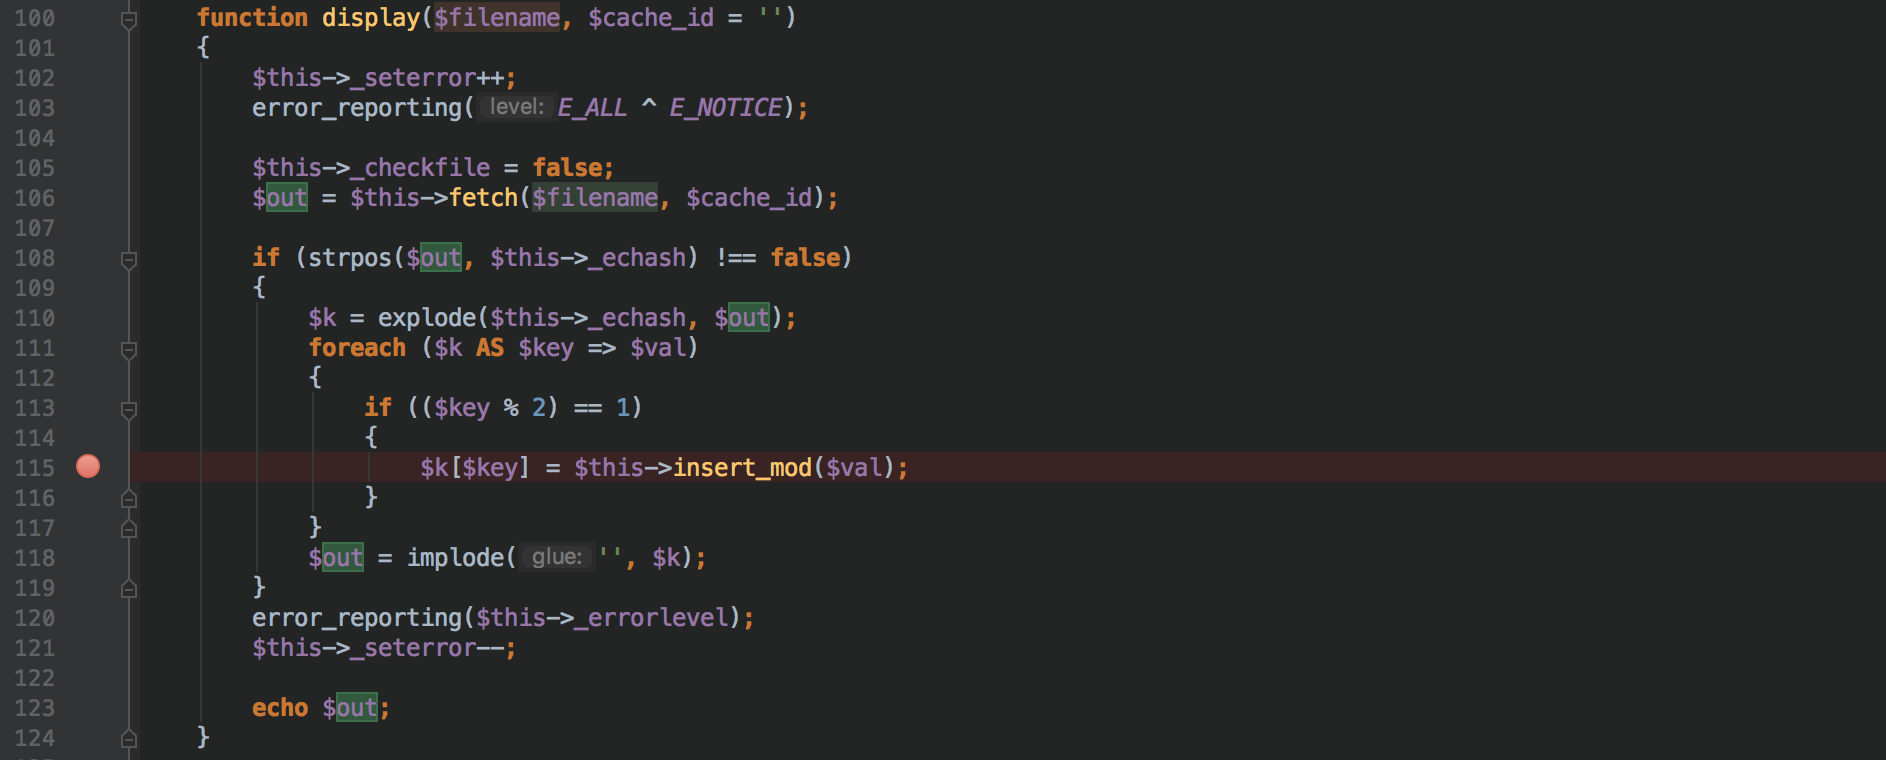 100 function display($filename, $cache_id = '')
101 {
102 $this->_seterror++;
103 error_reporting( level: E_ALL ^ E_NOTICE);
104
105 $this->_checkfile = false;
106 $out = $this->fetch($filename, $cache_id);
107
108 if (strpos($out, $this->_echash) !== false)
109 {
110 $k = explode($this->_echash, $out);
111 foreach ($k AS $key => $val)
112 {
113 if (($key % 2) == 1)
114 {
115 $k[$key] = $this->insert_mod($val);
116 }
117 }
118 $out = implode( glue: '', $k);
119 }
120 error_reporting($this->_errorlevel);
121 $this->_seterror--;
122
123 echo $out;
124 }